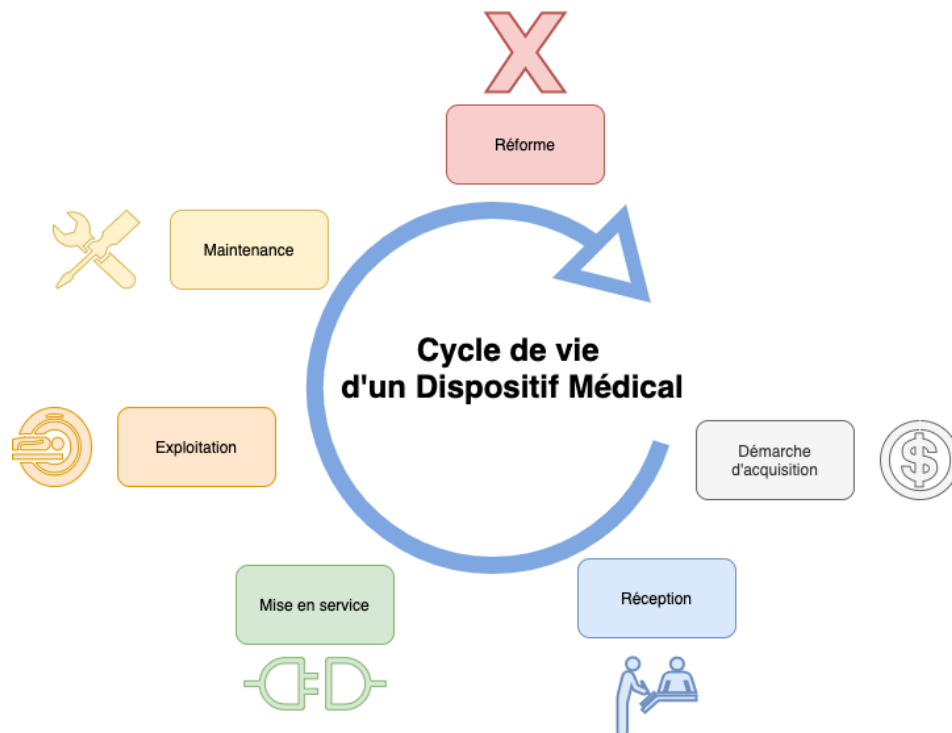 Réforme
Maintenance
Cycle de vie
d'un Dispositif Médical
Exploitation
Démarche
d'acquisition
Mise en service
Réception